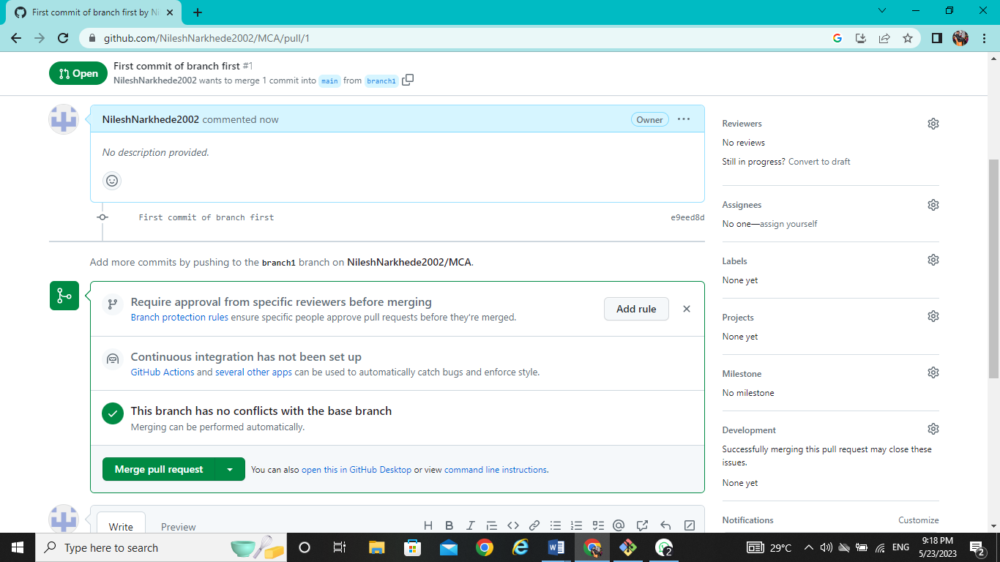 First commit of branch first by Ni
github.com/NileshNarkhede2002/MCA/pull/1
Open
First commit of branch first #1
NileshNarkhede2002 wants to merge 1 commit into main from branch1
NileshNarkhede2002 commented now
Owner
No description provided.
First commit of branch first
e9eed8d
Add more commits by pushing to the branch1 branch on NileshNarkhede2002/MCA.
Require approval from specific reviewers before merging
Branch protection rules ensure specific people approve pull requests before they're merged.
Add rule
Continuous integration has not been set up
GitHub Actions and several other apps can be used to automatically catch bugs and enforce style.
This branch has no conflicts with the base branch
Merging can be performed automatically.
Merge pull request
You can also open this in GitHub Desktop or view command line instructions.
Write
Preview
Reviewers
No reviews
Still in progress? Convert to draft
Assignees
No one—assign yourself
Labels
None yet
Projects
None yet
Milestone
No milestone
Development
Successfully merging this pull request may close these
issues.
None yet
Notifications
Customize
Type here to search
2
29°C
ENG
9:18 PM
5/23/2023
2